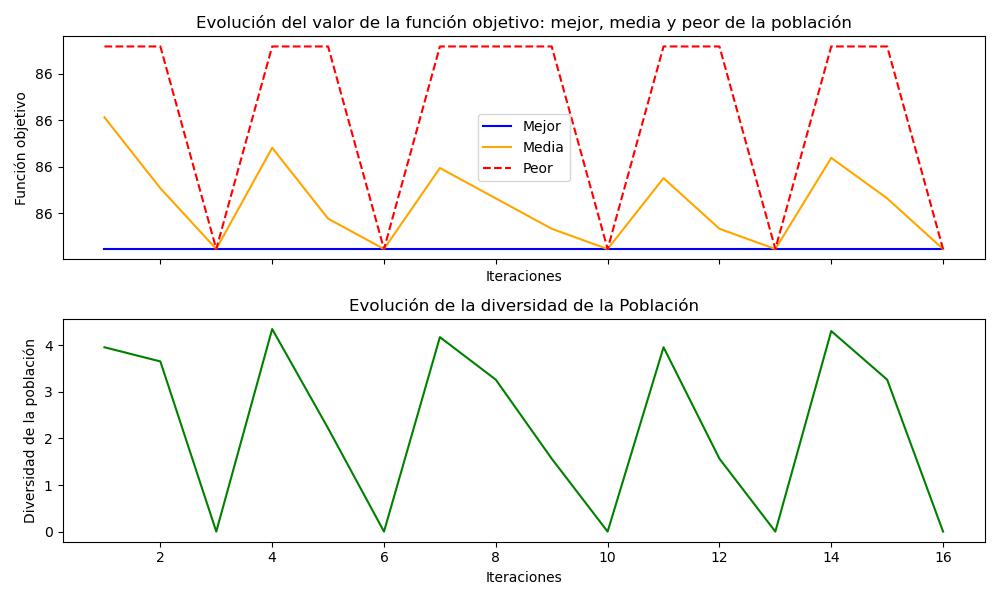 Evolución del valor de la función objetivo: mejor, media y peor de la población
Función objetivo
86
86
86
86
Mejor
Media
Peor
Iteraciones
Evolución de la diversidad de la Población
Diversidad de la población
4
3
2
1
0
2 4 6 8 10 12 14 16
Iteraciones